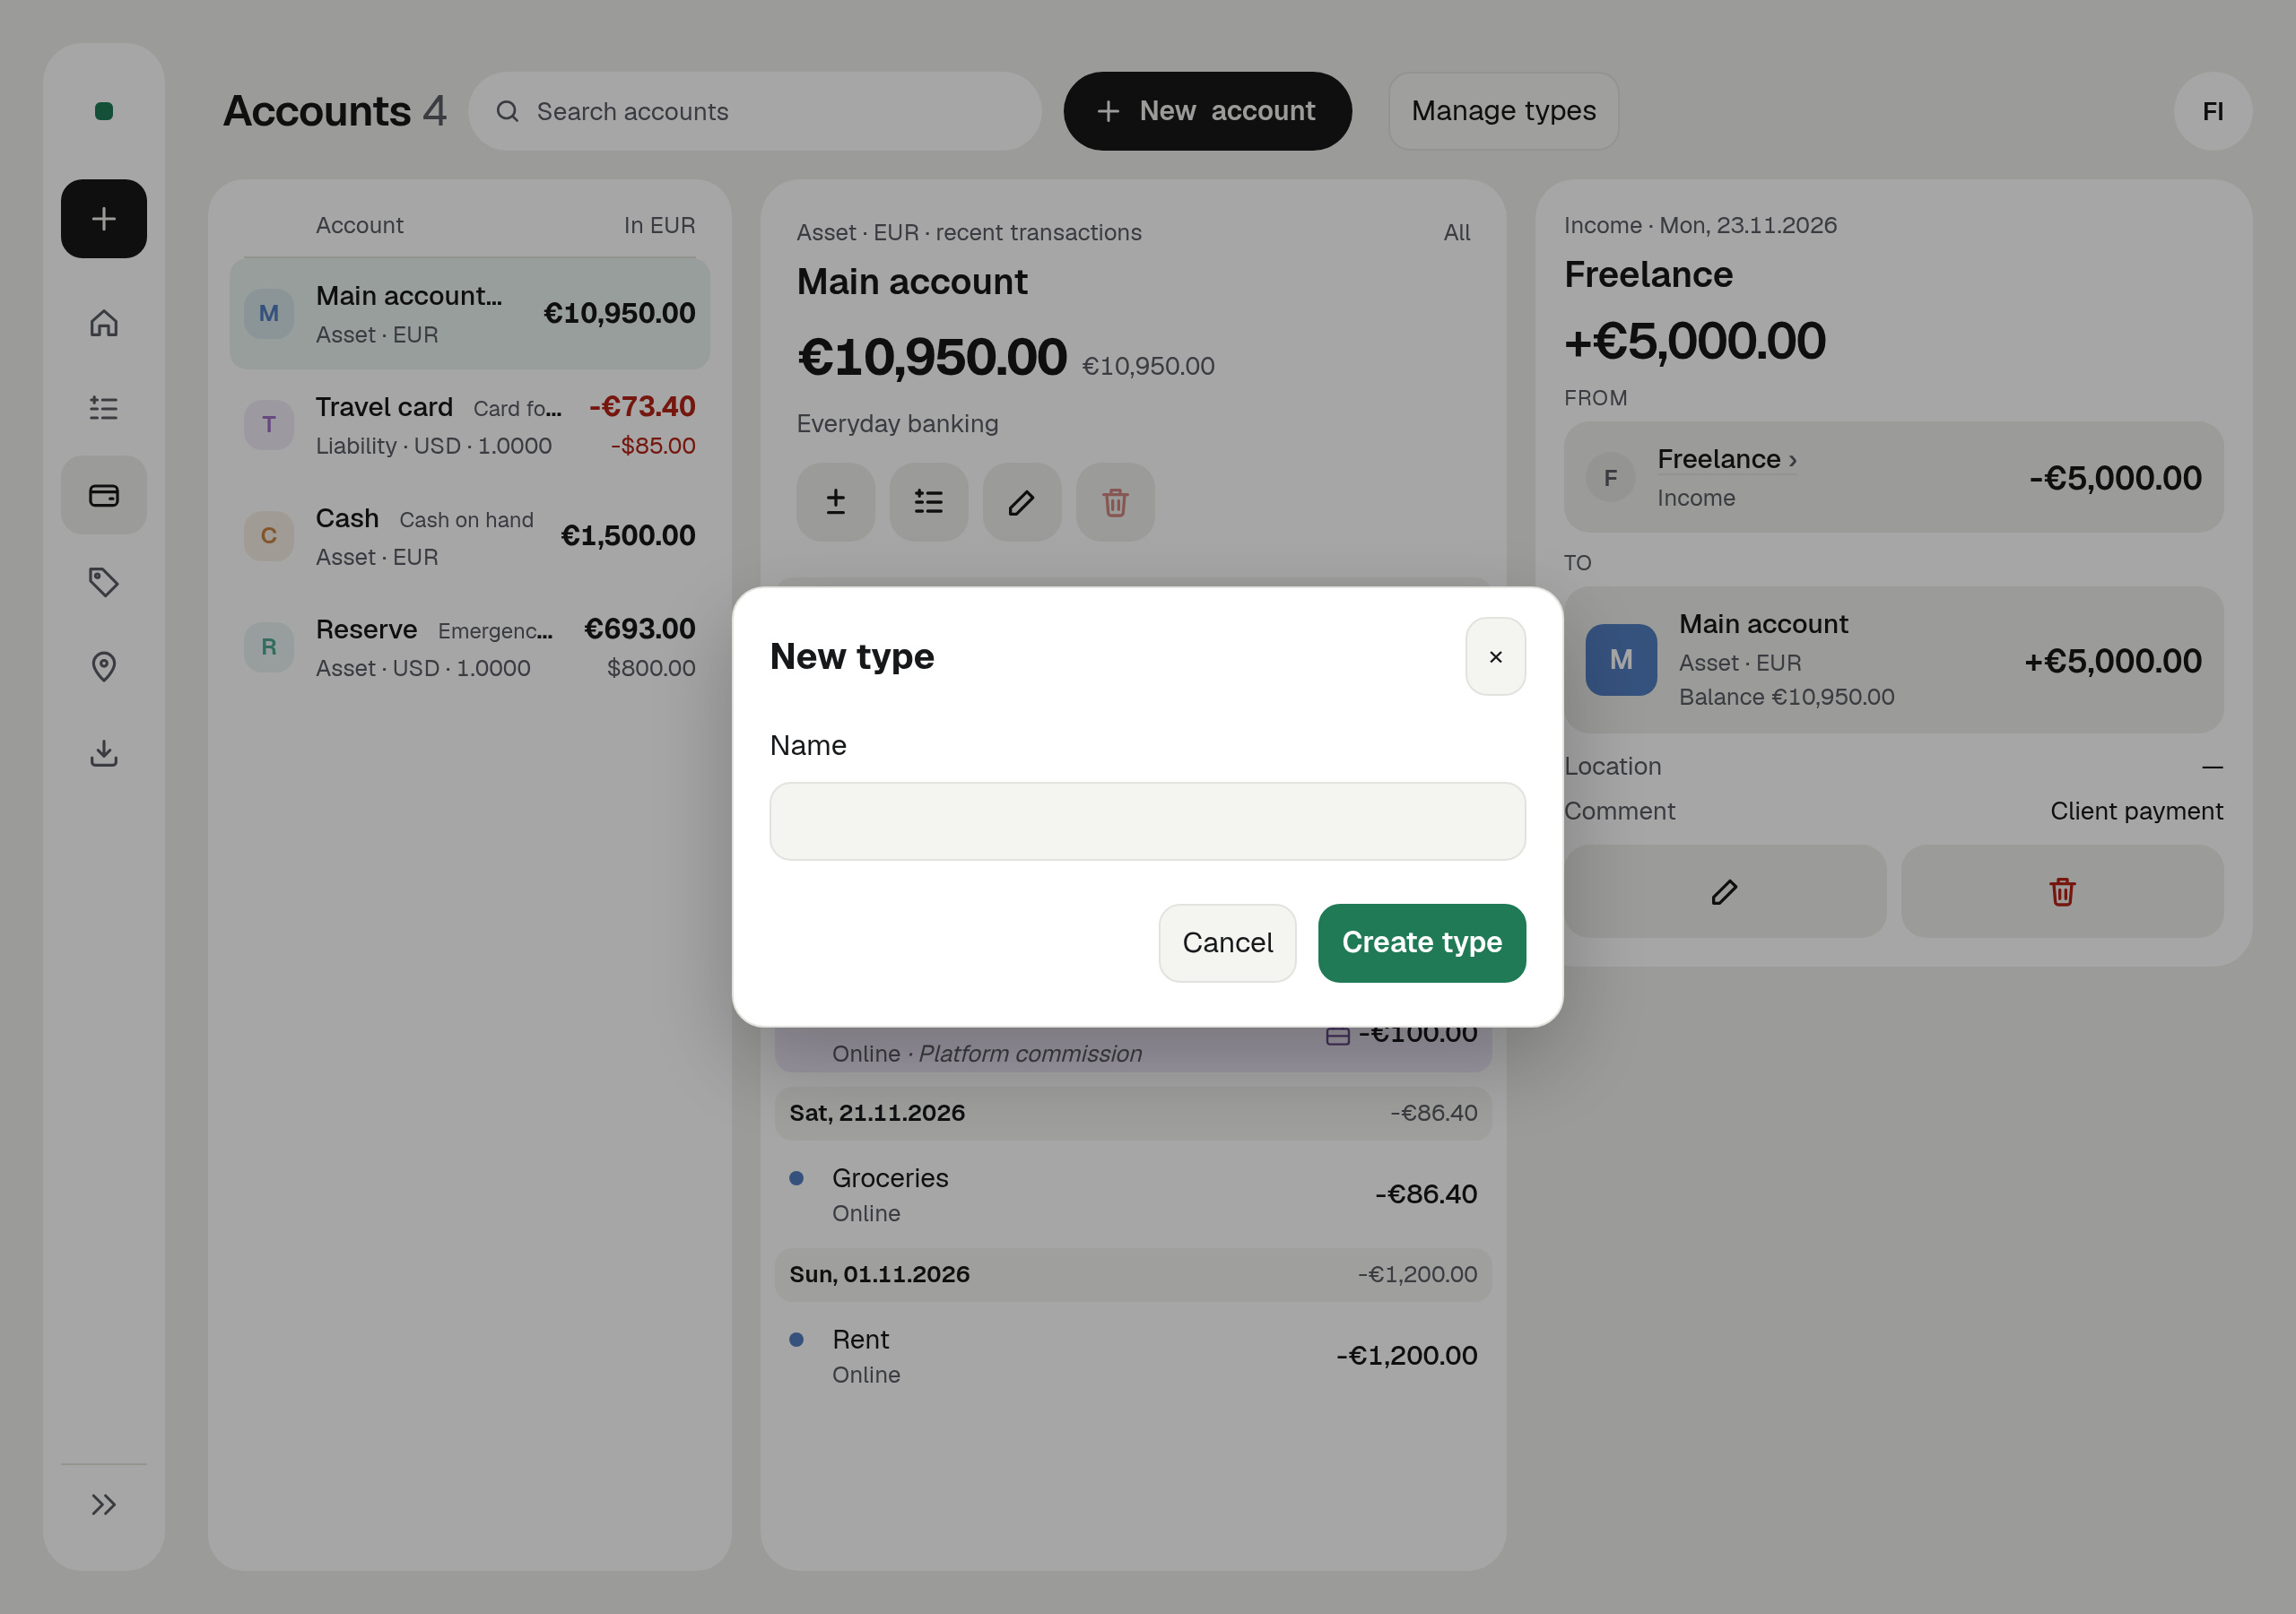 Accounts 4
Search accounts
New account
Manage types
FI
Account
In EUR
M
Main account...
Asset · EUR
€10,950.00
T
Travel card
Card fo...
-€73.40
Liability · USD · 1.0000
-$85.00
C
Cash
Cash on hand
€1,500.00
Asset · EUR
R
Reserve
Emergenc...
€693.00
Asset · USD · 1.0000
$800.00
Asset · EUR · recent transactions
All
Main account
€10,950.00
€10,950.00
Everyday banking
New type
×
Name
Cancel
Create type
-€100.00
Online · Platform commission
Sat, 21.11.2026
-€86.40
Groceries
Online
-€86.40
Sun, 01.11.2026
-€1,200.00
Rent
Online
-€1,200.00
Income · Mon, 23.11.2026
Freelance
+€5,000.00
FROM
F
Freelance ›
Income
-€5,000.00
TO
M
Main account
Asset · EUR
Balance €10,950.00
+€5,000.00
Location
—
Comment
Client payment